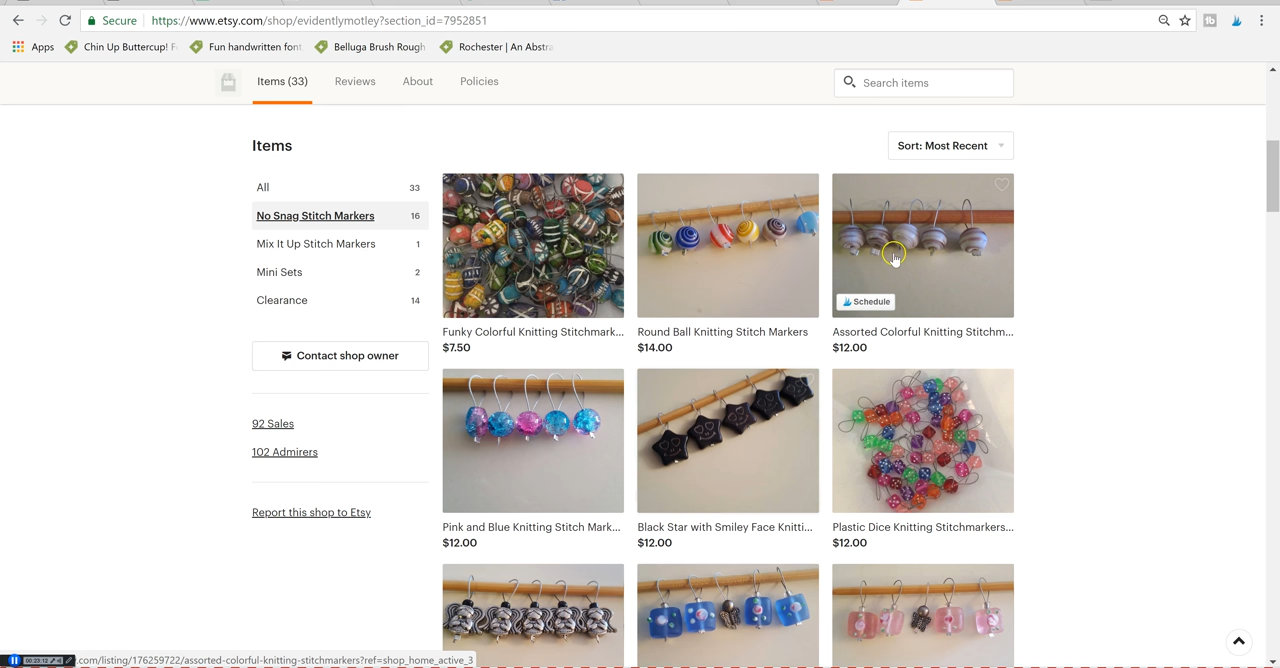 Secure
https://www.etsy.com/shop/evidentlymotley?section_id=7952851
Apps
Chin Up Buttercup! F
Fun handwritten font
Belluga Brush Rough
Rochester | An Abstra
Items (33)
Reviews
About
Policies
Search items
Items
Sort: Most Recent
All 33
No Snag Stitch Markers 16
Mix It Up Stitch Markers 1
Mini Sets 2
Clearance 14
Contact shop owner
92 Sales
102 Admirers
Report this shop to Etsy
Schedule
Funky Colorful Knitting Stitchmark...
$7.50
Round Ball Knitting Stitch Markers
$14.00
Assorted Colorful Knitting Stitchm...
$12.00
Pink and Blue Knitting Stitch Mark...
$12.00
Black Star with Smiley Face Knitti...
$12.00
Plastic Dice Knitting Stitchmarkers...
$12.00
00:23:12
.com/listing/176259722/assorted-colorful-knitting-stitchmarkers?ref=shop_home_active_3